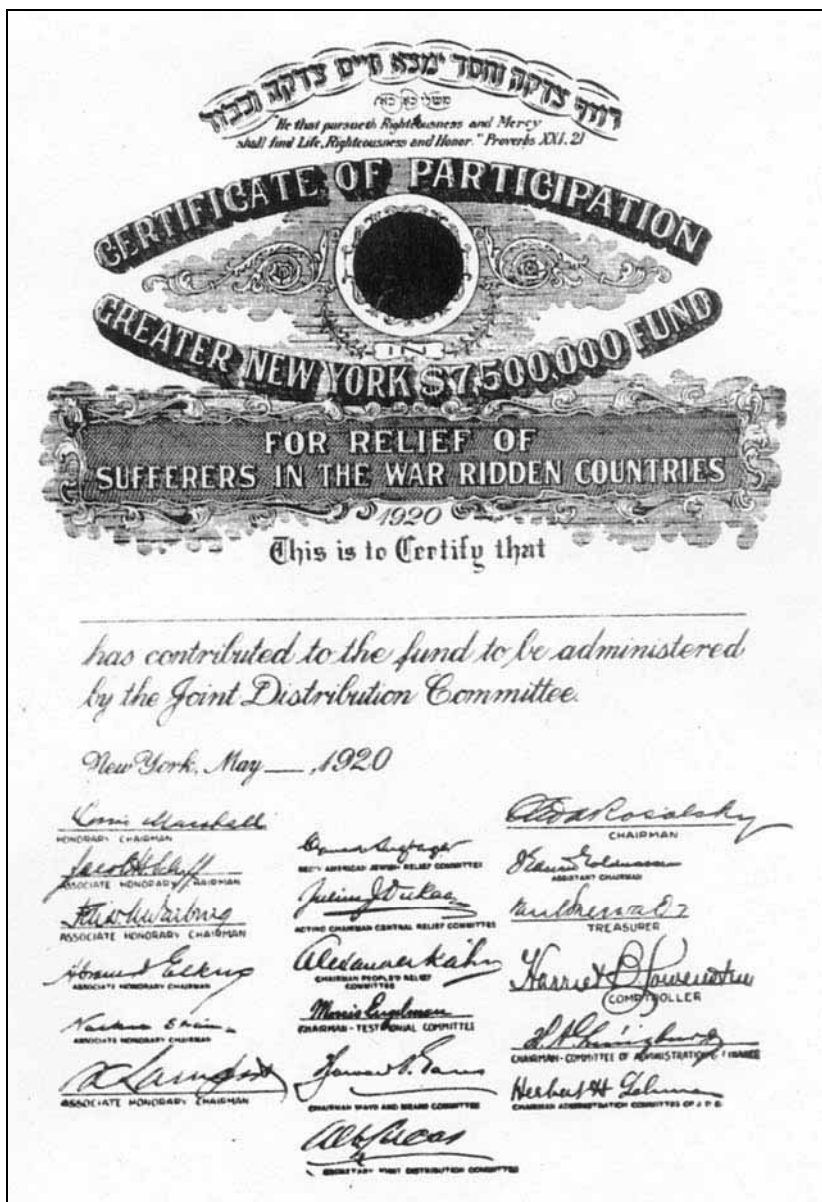 רודף צדקה וחסד ימצא חיים צדקה וכבוד
משלי כא כא
"He that pursueth Righteousness and Mercy
shall find Life, Righteousness and Honor." Proverbs XXI. 21
CERTIFICATE OF PARTICIPATION
IN
GREATER NEW YORK $7,500,000 FUND
FOR RELIEF OF
SUFFERERS IN THE WAR RIDDEN COUNTRIES
1920
This is to Certify that
has contributed to the fund to be administered
by the Joint Distribution Committee.
New York, May ___, 1920
Louis Marshall
HONORARY CHAIRMAN
Jacob H Schiff
ASSOCIATE HONORARY CHAIRMAN
Felix M Warburg
ASSOCIATE HONORARY CHAIRMAN
Elkus
ASSOCIATE HONORARY CHAIRMAN
Nathan
ASSOCIATE HONORARY CHAIRMAN
ASSOCIATE HONORARY CHAIRMAN
SEC'Y AMERICAN JEWISH RELIEF COMMITTEE
Julius J Dukas
ACTING CHAIRMAN CENTRAL RELIEF COMMITTEE
Alexander Kahn
CHAIRMAN PEOPLE'S RELIEF
COMMITTEE
Morris Engelman
CHAIRMAN - TESTIMONIAL COMMITTEE
CHAIRMAN COMMITTEE
Alb Lucas
SECRETARY JOINT DISTRIBUTION COMMITTEE
Rosalsky
CHAIRMAN
ASSISTANT CHAIRMAN
TREASURER
Harriet B. Lowenstein
COMPTROLLER
CHAIRMAN - COMMITTEE OF ADMINISTRATION & FINANCE
Herbert H Lehman
CHAIRMAN ADMINISTRATION COMMITTEE OF J. D. C.